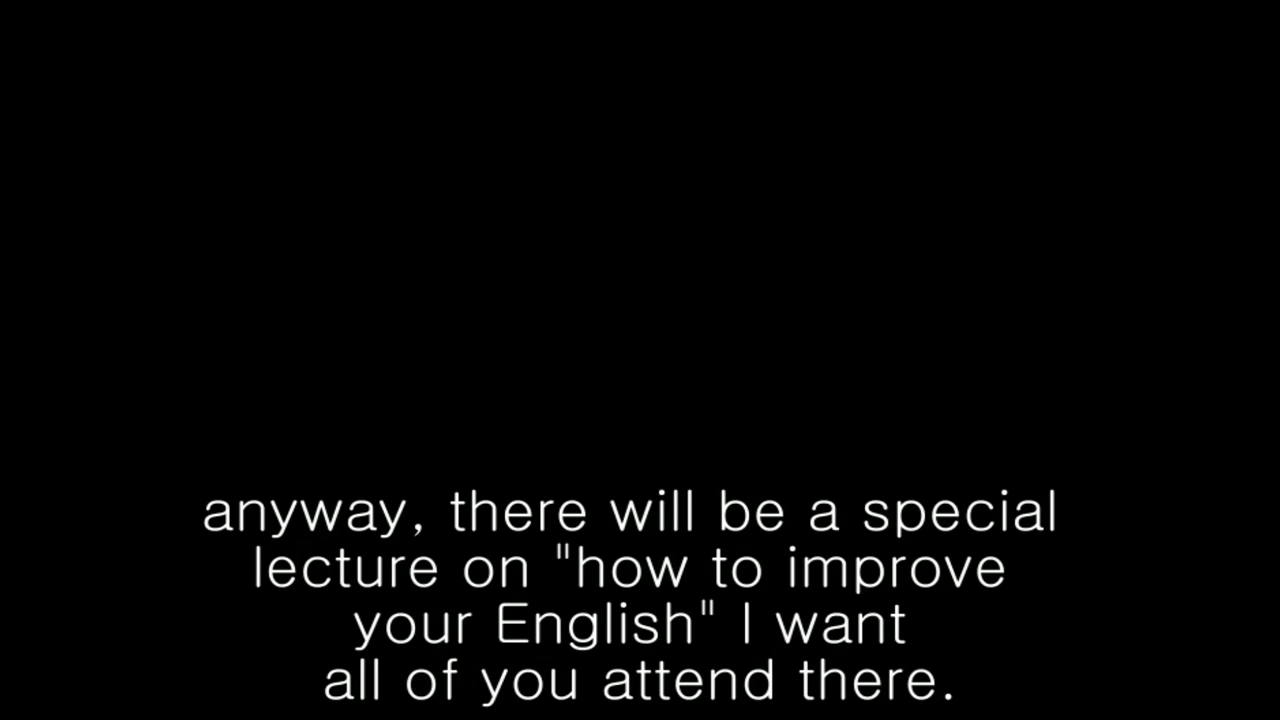 anyway, there will be a special
lecture on "how to improve
your English" I want
all of you attend there.